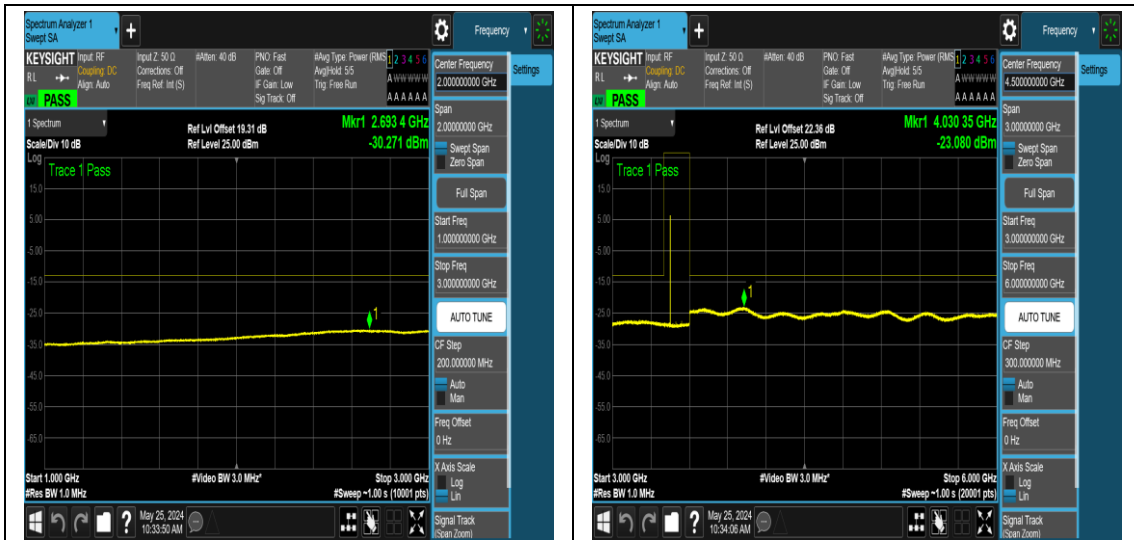 Spectrum Analyzer 1
Swept SA
+
Frequency
KEYSIGHT
Input: RF
Input Z: 50 Ω
#Atten: 40 dB
PNO: Fast
#Avg Type: Power (RMS
1 2 3 4 5 6
RL
Coupling: DC
Corrections: Off
Gate: Off
Avg|Hold: 5/5
A W W W W W
Align: Auto
Freq Ref: Int (S)
IF Gain: Low
Trig: Free Run
Sig Track: Off
A A A A A A
PASS
1 Spectrum
Ref Lvl Offset 19.31 dB
Mkr1 2.693 4 GHz
Scale/Div 10 dB
Ref Level 25.00 dBm
-30.271 dBm
Log
Trace 1 Pass
15.0
5.00
-5.00
-15.0
-25.0
-35.0
-45.0
-55.0
-65.0
1
Start 1.000 GHz
#Video BW 3.0 MHz*
Stop 3.000 GHz
#Res BW 1.0 MHz
#Sweep ~1.00 s (10001 pts)
?
May 25, 2024
10:33:50 AM
Center Frequency
2.000000000 GHz
Settings
Span
2.00000000 GHz
Swept Span
Zero Span
Full Span
Start Freq
1.000000000 GHz
Stop Freq
3.000000000 GHz
AUTO TUNE
CF Step
200.000000 MHz
Auto
Man
Freq Offset
0 Hz
X Axis Scale
Log
Lin
Signal Track
(Span Zoom)
Spectrum Analyzer 1
Swept SA
+
Frequency
KEYSIGHT
Input: RF
Input Z: 50 Ω
#Atten: 40 dB
PNO: Fast
#Avg Type: Power (RMS
1 2 3 4 5 6
RL
Coupling: DC
Corrections: Off
Gate: Off
Avg|Hold: 5/5
A W W W W W
Align: Auto
Freq Ref: Int (S)
IF Gain: Low
Trig: Free Run
Sig Track: Off
A A A A A A
PASS
1 Spectrum
Ref Lvl Offset 22.36 dB
Mkr1 4.030 35 GHz
Scale/Div 10 dB
Ref Level 25.00 dBm
-23.080 dBm
Log
Trace 1 Pass
15.0
5.00
-5.00
-15.0
-25.0
-35.0
-45.0
-55.0
-65.0
1
Start 3.000 GHz
#Video BW 3.0 MHz*
Stop 6.000 GHz
#Res BW 1.0 MHz
#Sweep ~1.00 s (20001 pts)
?
May 25, 2024
10:34:06 AM
Center Frequency
4.500000000 GHz
Settings
Span
3.00000000 GHz
Swept Span
Zero Span
Full Span
Start Freq
3.000000000 GHz
Stop Freq
6.000000000 GHz
AUTO TUNE
CF Step
300.000000 MHz
Auto
Man
Freq Offset
0 Hz
X Axis Scale
Log
Lin
Signal Track
(Span Zoom)